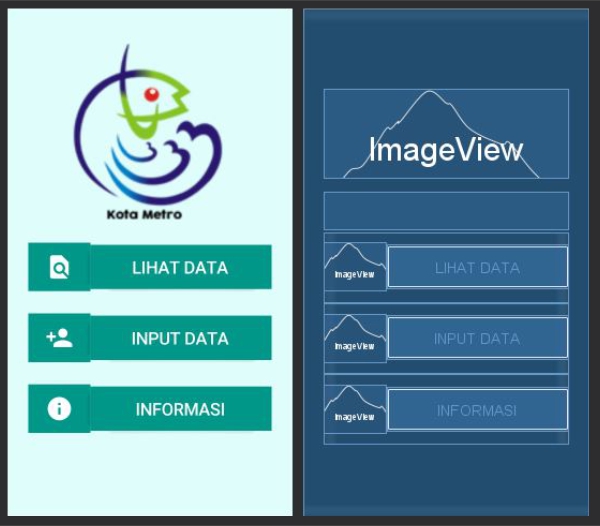 Kota Metro
LIHAT DATA
INPUT DATA
INFORMASI
ImageView
ImageView
LIHAT DATA
ImageView
INPUT DATA
ImageView
INFORMASI